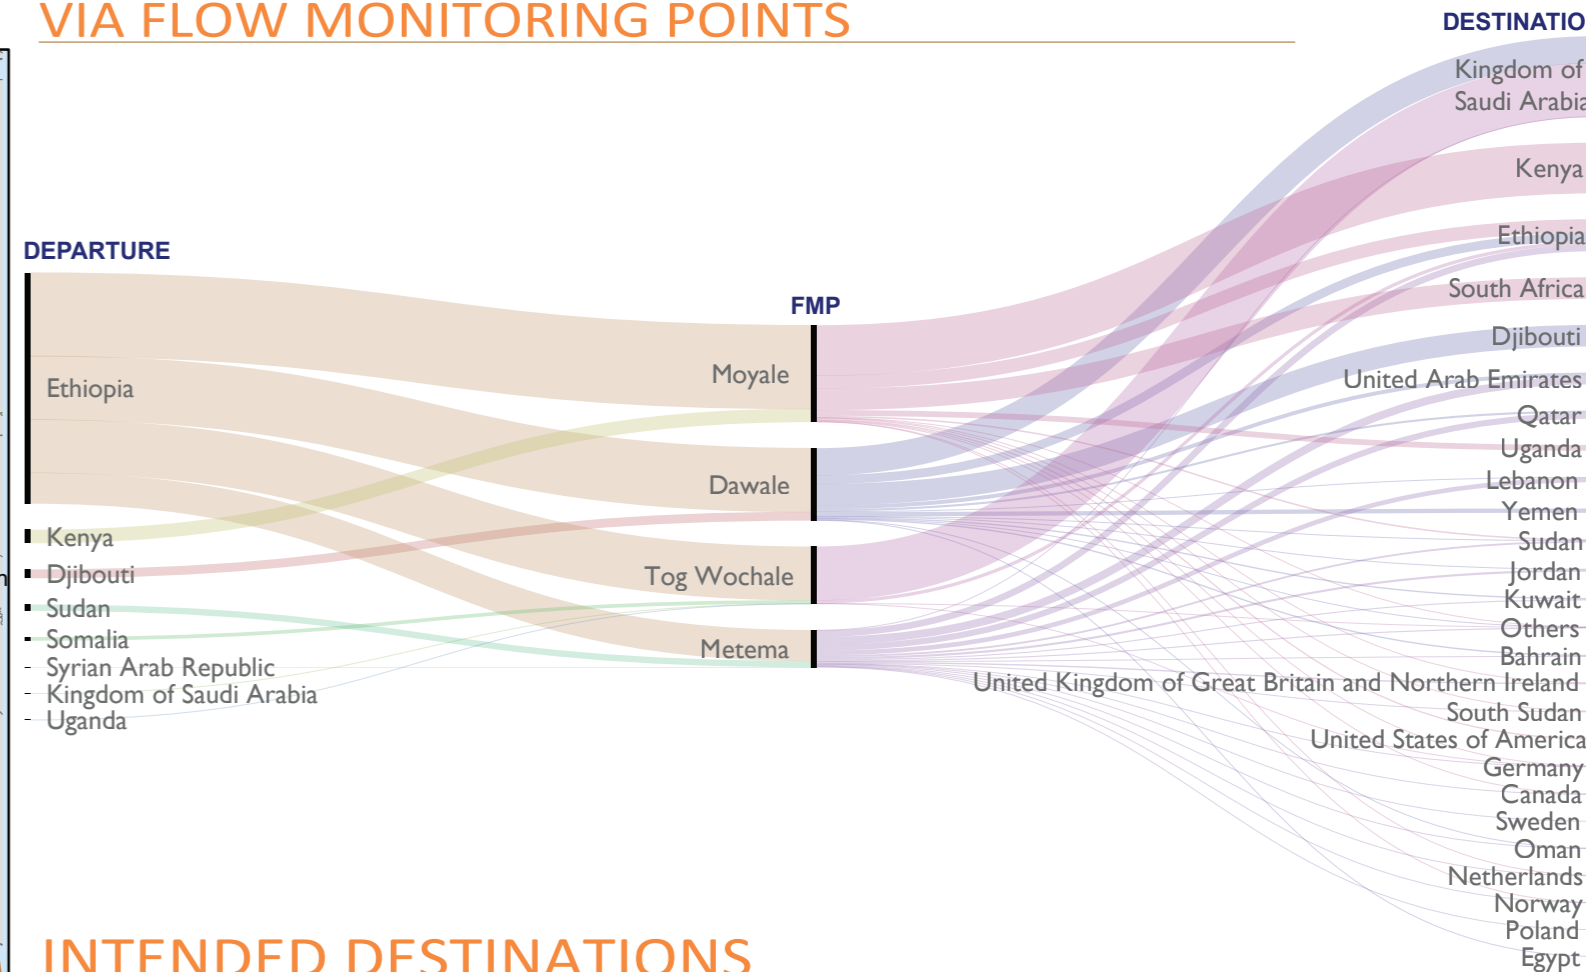 VIA FLOW MONITORING POINTS
DEPARTURE
Ethiopia
Kenya
Djibouti
Sudan
Somalia
Syrian Arab Republic
Kingdom of Saudi Arabia
Uganda
FMP
Moyale
Dawale
Tog Wochale
Metema
DESTINATIO
Kingdom of
Saudi Arabia
Kenya
Ethiopia
South Africa
Djibouti
United Arab Emirates
Qatar
Uganda
Lebanon
Yemen
Sudan
Jordan
Kuwait
Others
Bahrain
United Kingdom of Great Britain and Northern Ireland
South Sudan
United States of America
Germany
Canada
Sweden
Oman
Netherlands
Norway
Poland
Egypt
INTENDED DESTINATIONS